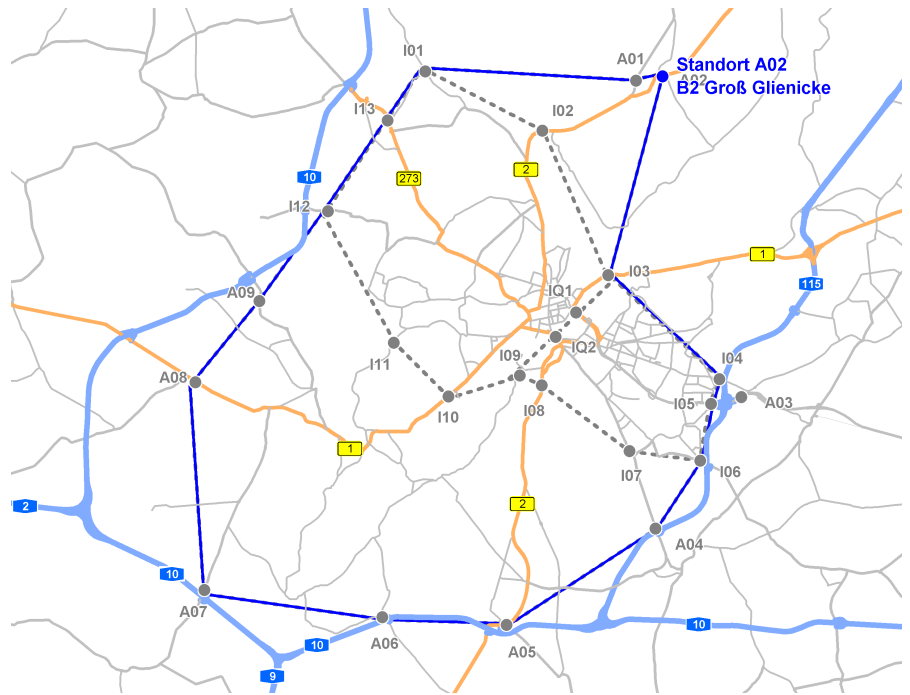 I01
A01
Standort A02
A02
B2 Groß Glienicke
I13
I02
2
273
10
I12
1
I03
115
A09
IQ1
IQ2
I11
I09
I04
A08
I10
I08
I05
A03
1
I07
I06
2
2
A04
10
A07
A06
10
A05
10
9